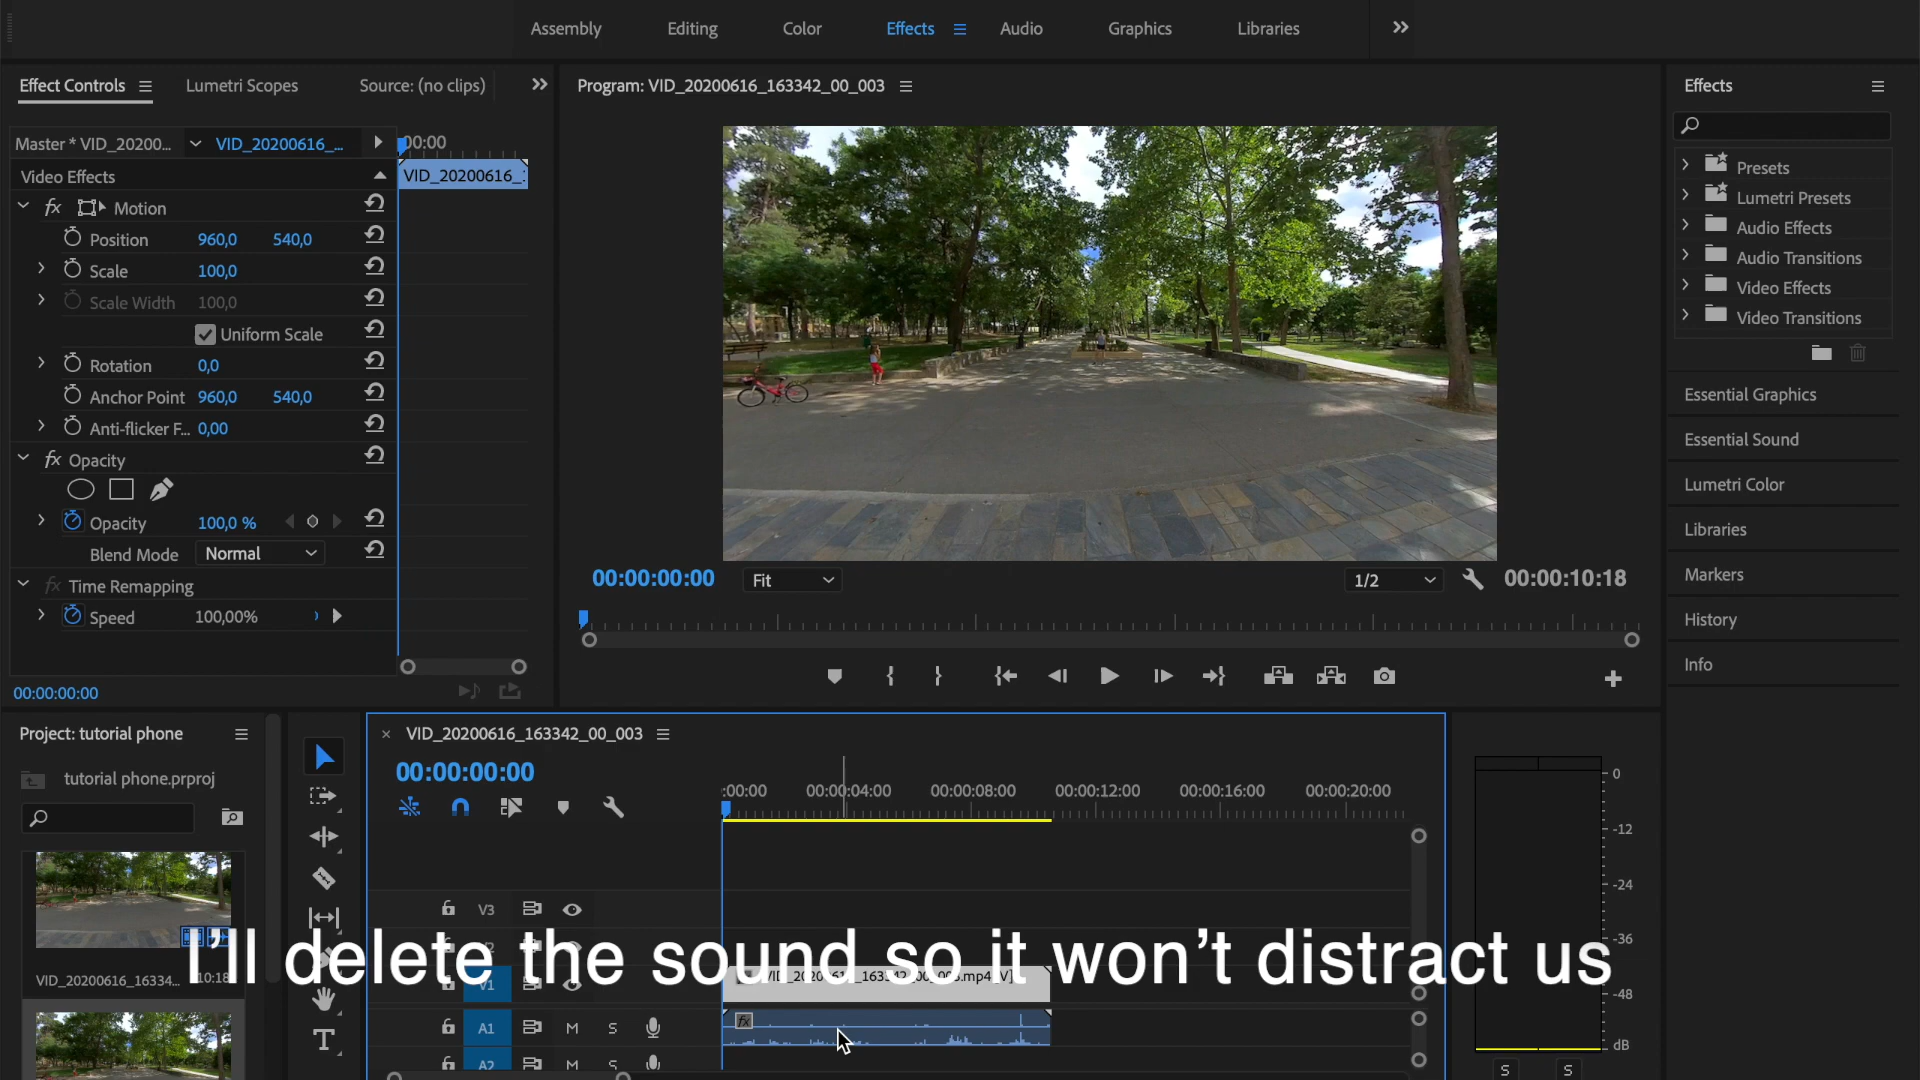 Assembly Editing Color Effects Audio Graphics Libraries
Effect Controls Lumetri Scopes Source: (no clips)
Program: VID_20200616_163342_00_003
Effects
Master * VID_20200... VID_20200616_...
:00:00
Video Effects
VID_20200616_1
fx Motion
Position 960,0 540,0
Scale 100,0
Scale Width 100,0
Uniform Scale
Rotation 0,0
Anchor Point 960,0 540,0
Anti-flicker F... 0,00
fx Opacity
Opacity 100,0 %
Blend Mode Normal
fx Time Remapping
Speed 100,00%
00:00:00:00
00:00:00:00 Fit 1/2 00:00:10:18
Presets
Lumetri Presets
Audio Effects
Audio Transitions
Video Effects
Video Transitions
Essential Graphics
Essential Sound
Lumetri Color
Libraries
Markers
History
Info
Project: tutorial phone
tutorial phone.prproj
VID_20200616_16334... 10:18
VID_20200616_163342_00_003
00:00:00:00
:00:00 00:00:04:00 00:00:08:00 00:00:12:00 00:00:16:00 00:00:20:00
V3
I’ll delete the sound so it won’t distract us
V1
fx
A1 M S
A2 M S
T
0
-12
-24
-36
-48
dB
S S